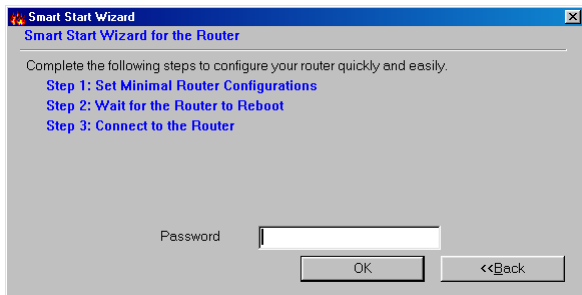 Smart Start Wizard
Smart Start Wizard for the Router
Complete the following steps to configure your router quickly and easily.
Step 1: Set Minimal Router Configurations
Step 2: Wait for the Router to Reboot
Step 3: Connect to the Router
Password
OK
<<Back